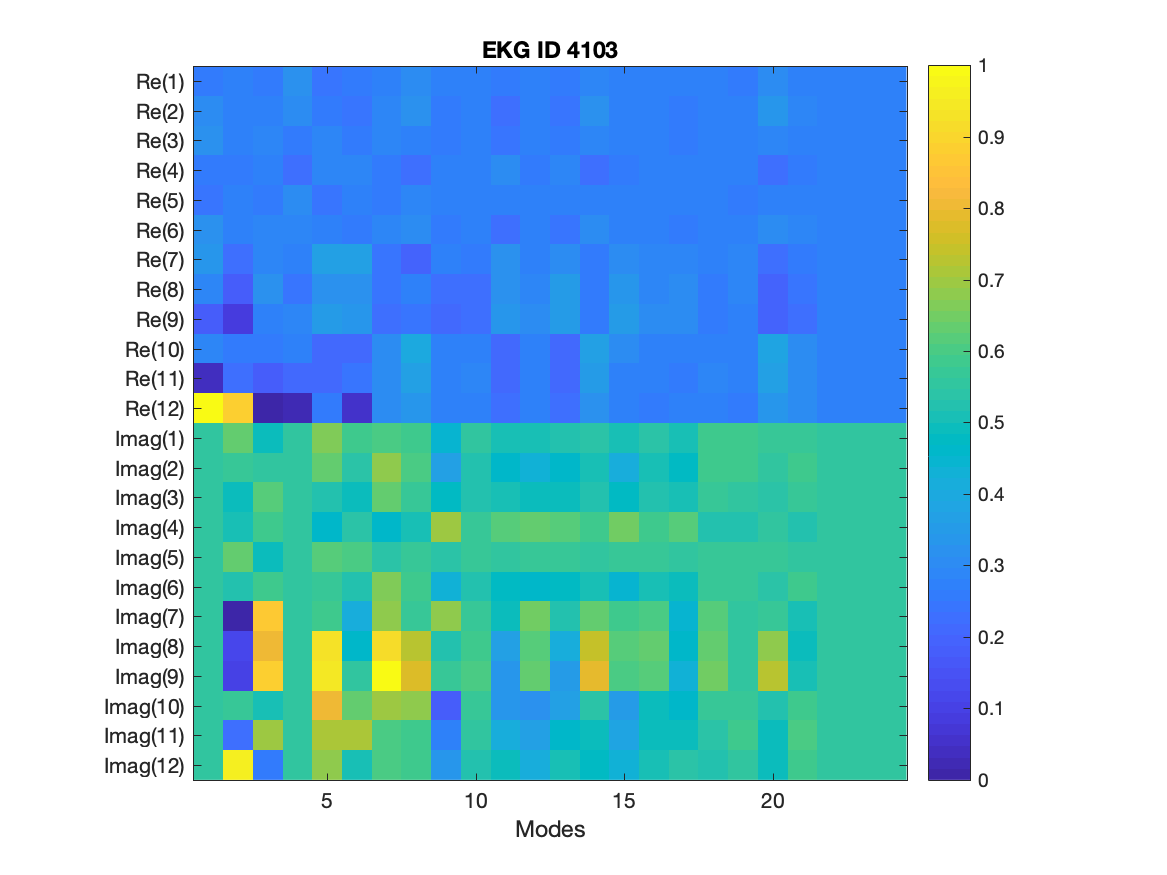 EKG ID 4103
Re(1)
Re(2)
Re(3)
Re(4)
Re(5)
Re(6)
Re(7)
Re(8)
Re(9)
Re(10)
Re(11)
Re(12)
Imag(1)
Imag(2)
Imag(3)
Imag(4)
Imag(5)
Imag(6)
Imag(7)
Imag(8)
Imag(9)
Imag(10)
Imag(11)
Imag(12)
5 10 15 20
Modes
1
0.9
0.8
0.7
0.6
0.5
0.4
0.3
0.2
0.1
0